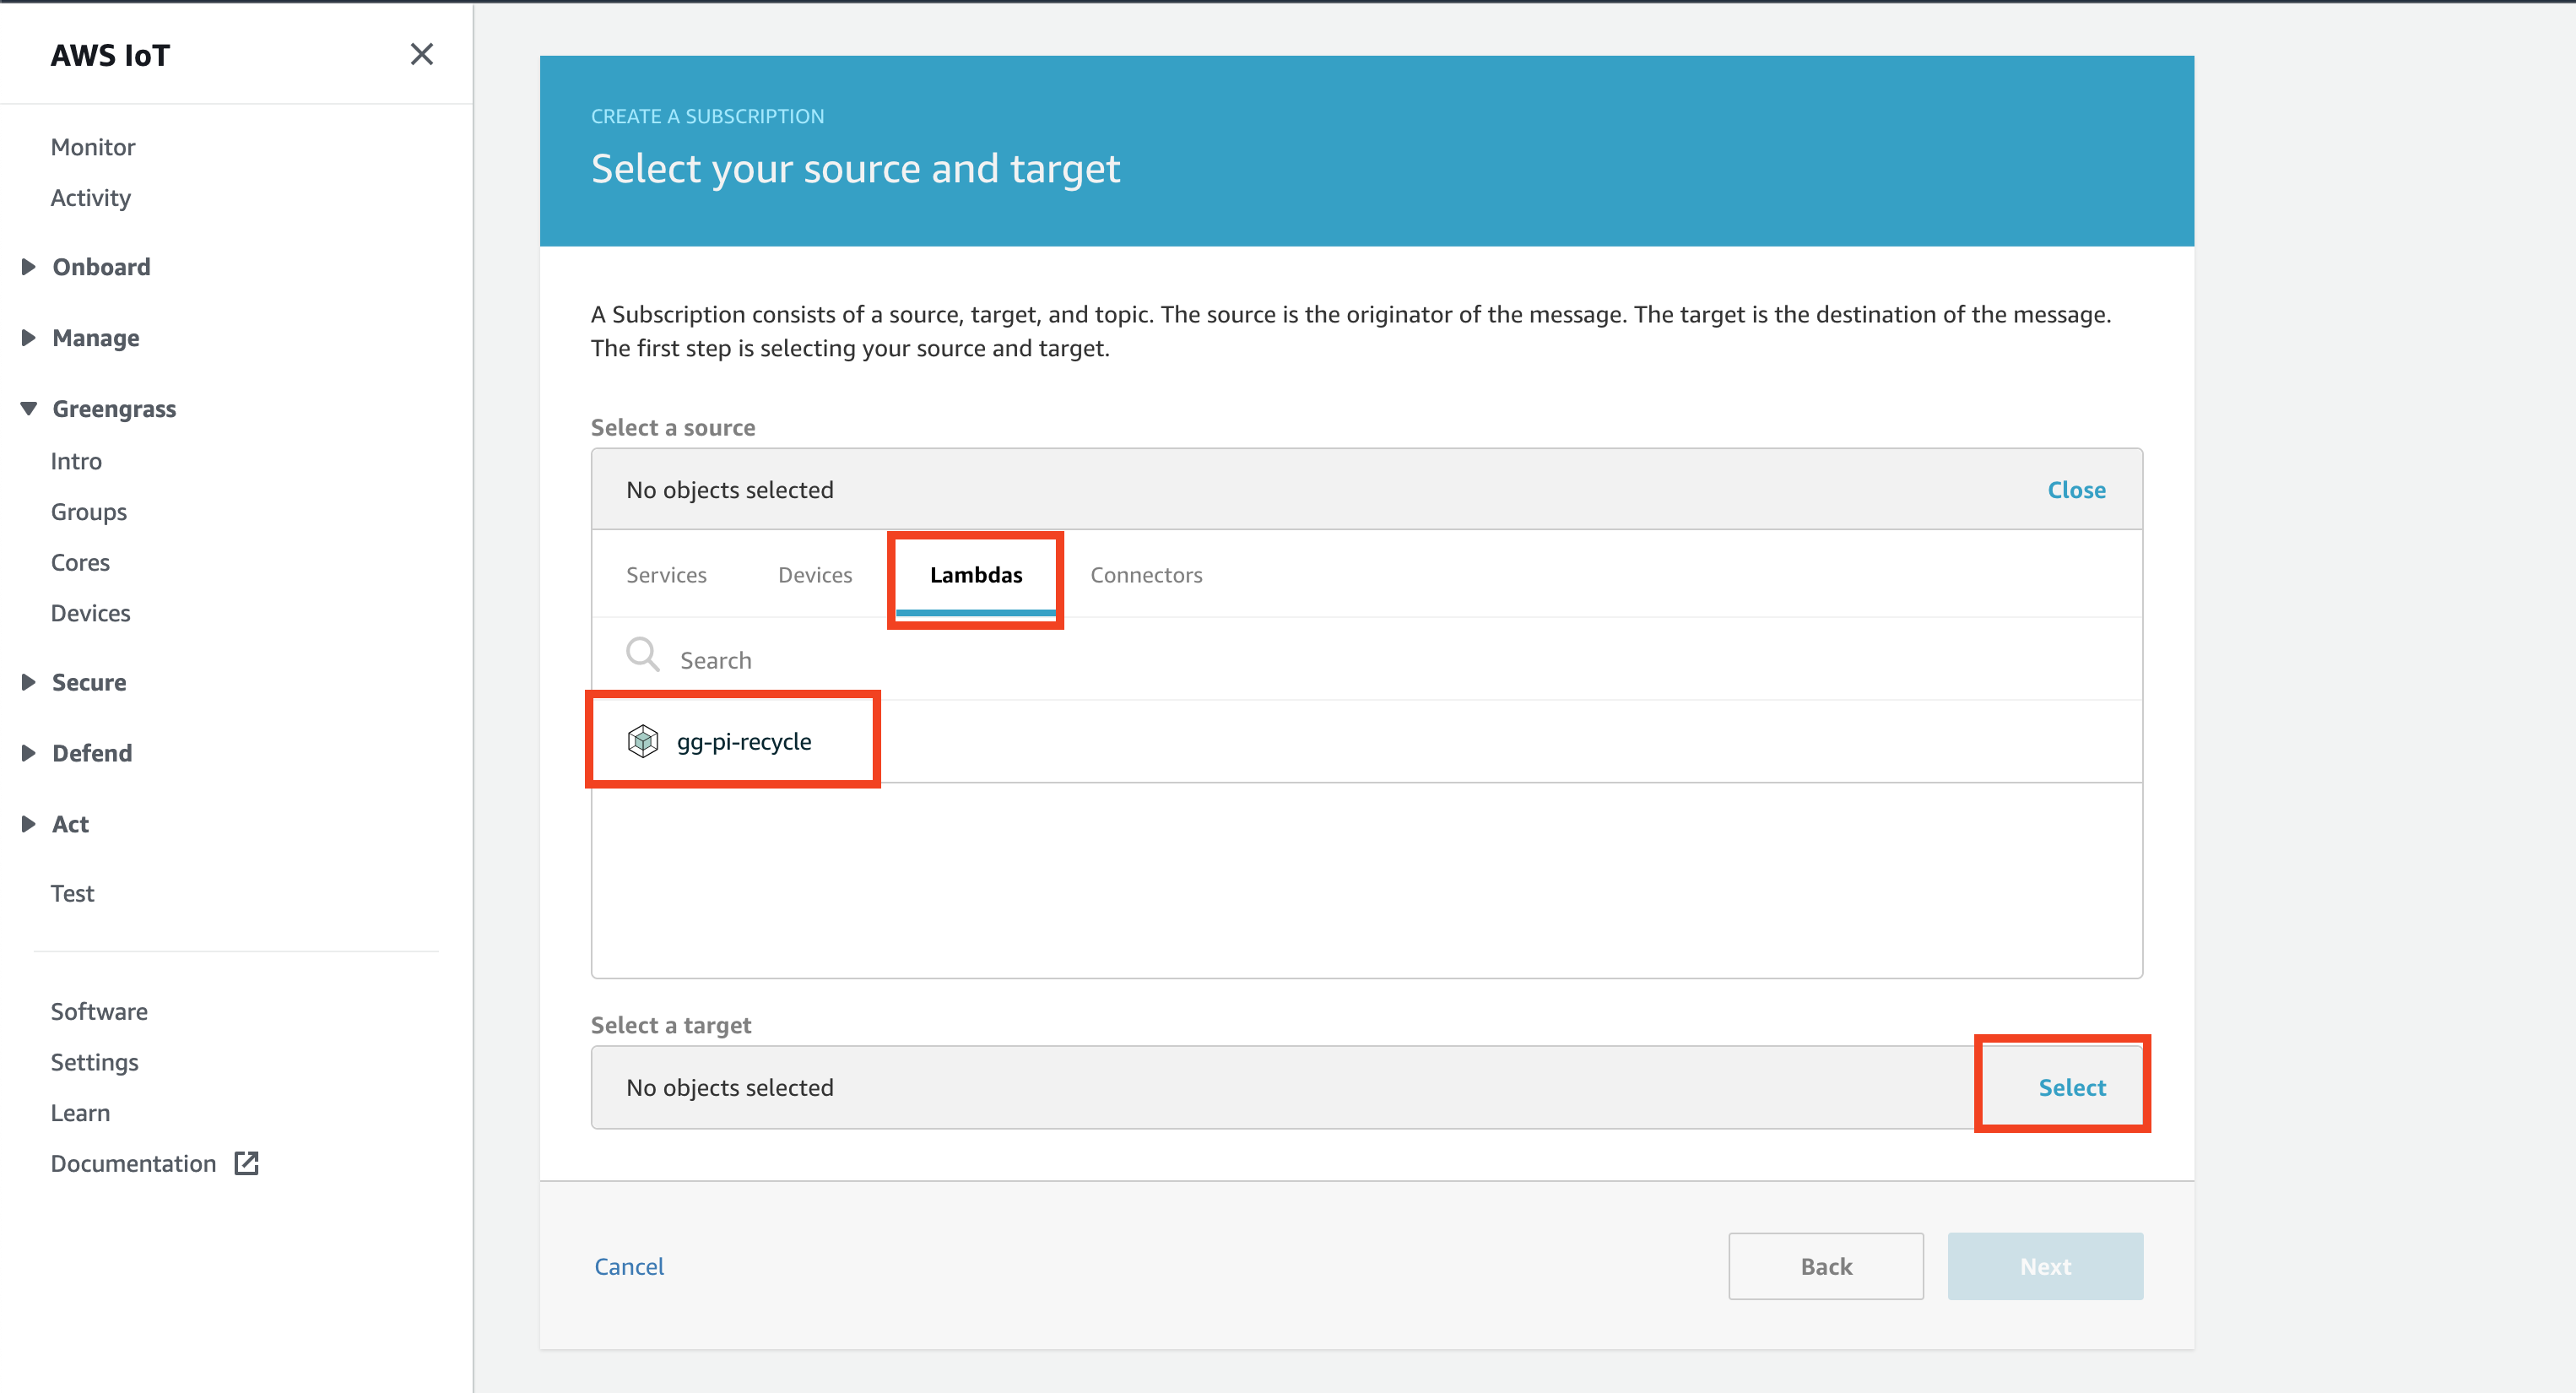 AWS IoT
Monitor
Activity
Onboard
Manage
Greengrass
Intro
Groups
Cores
Devices
Secure
Defend
Act
Test
Software
Settings
Learn
Documentation
CREATE A SUBSCRIPTION
Select your source and target
A Subscription consists of a source, target, and topic. The source is the originator of the message. The target is the destination of the message.
The first step is selecting your source and target.
Select a source
No objects selected Close
Services Devices Lambdas Connectors
Search
gg-pi-recycle
Select a target
No objects selected Select
Cancel Back Next